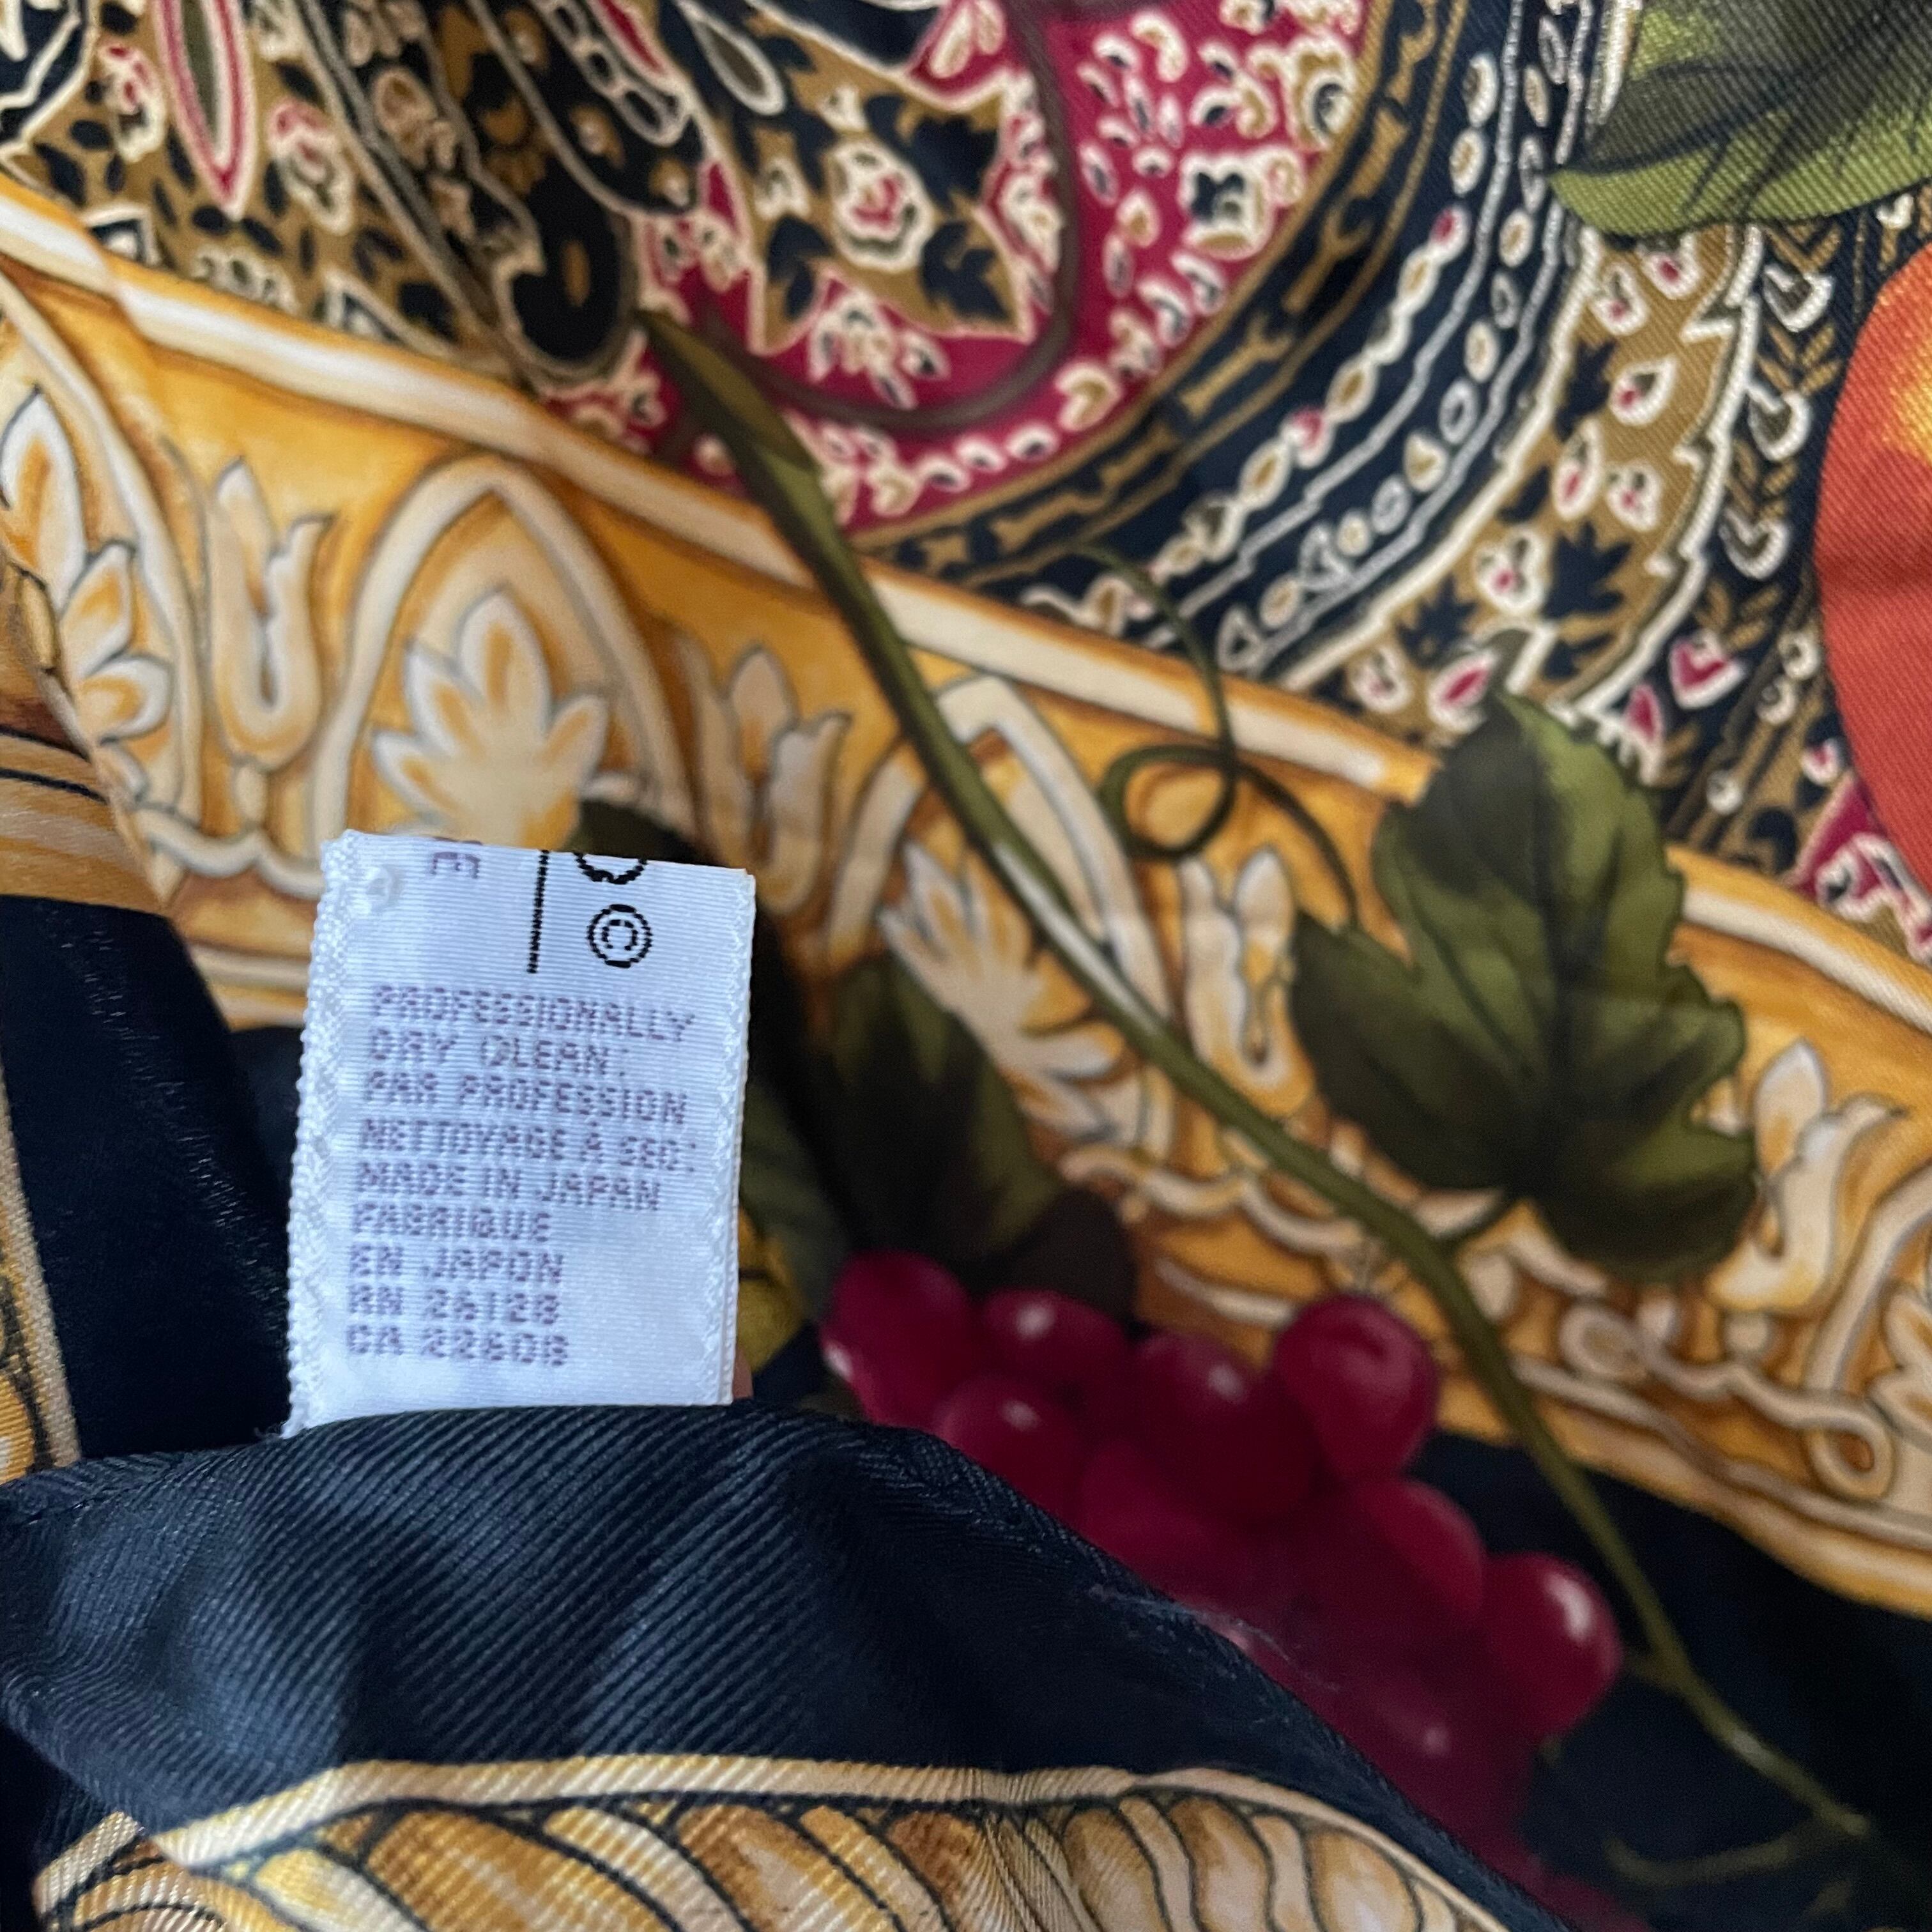 ©
PROFESSIONALLY
DRY CLEAN:
PAR PROFESSION
NETTOYAGE À SEC:
MADE IN JAPAN
FABRIQUE
EN JAPON
RN 26128
CA 22608